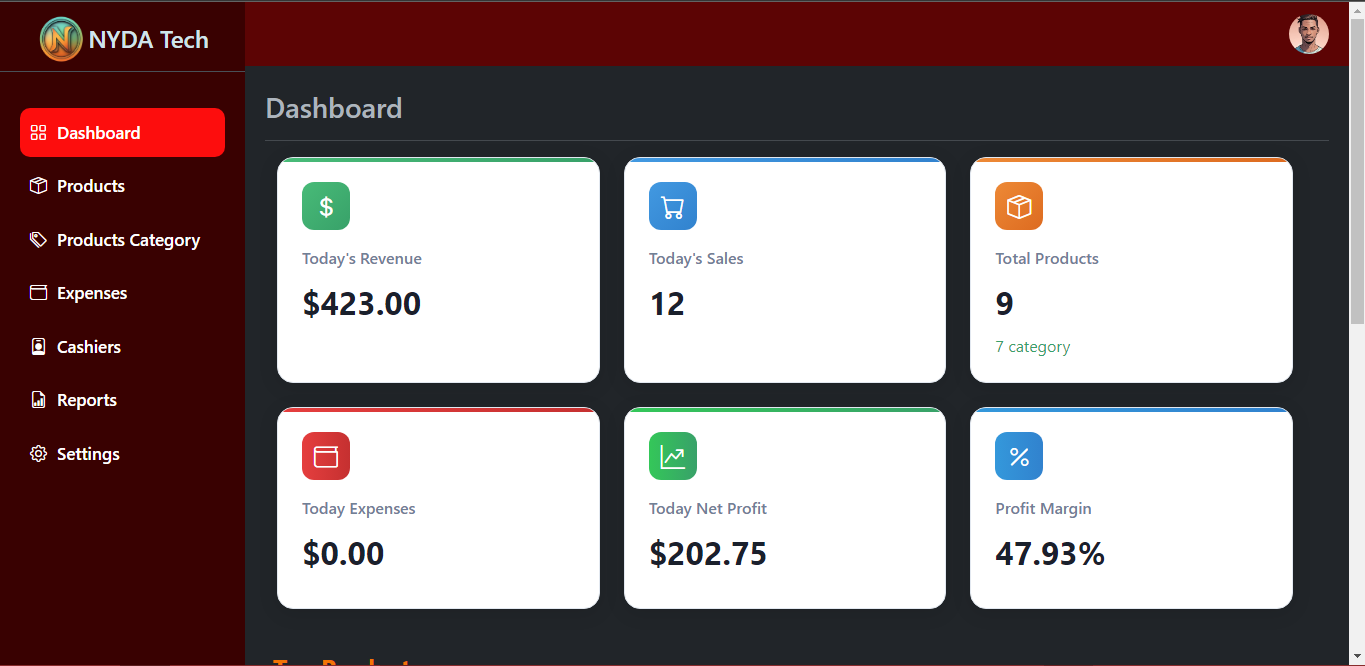 NYDA Tech
Dashboard
Products
Products Category
Expenses
Cashiers
Reports
Settings
Dashboard
Today's Revenue
$423.00
Today's Sales
12
Total Products
9
7 category
Today Expenses
$0.00
Today Net Profit
$202.75
Profit Margin
47.93%